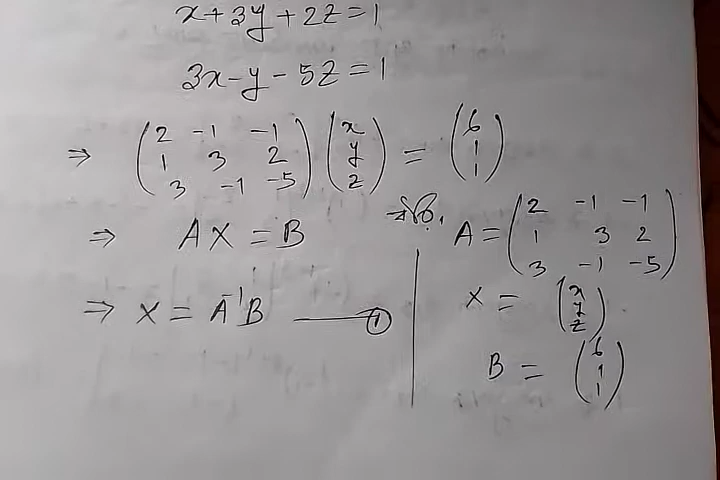 x+3y+2z=1
3x-y-5z=1
⇒ (2 -1 -1 1 3 2 3 -1 -5) (x y z) = (6 1 1)
⇒ AX = B
A = (2 -1 -1 1 3 2 3 -1 -5)
⇒ X = A⁻¹B —— ①
X = (x y z)
B = (6 1 1)